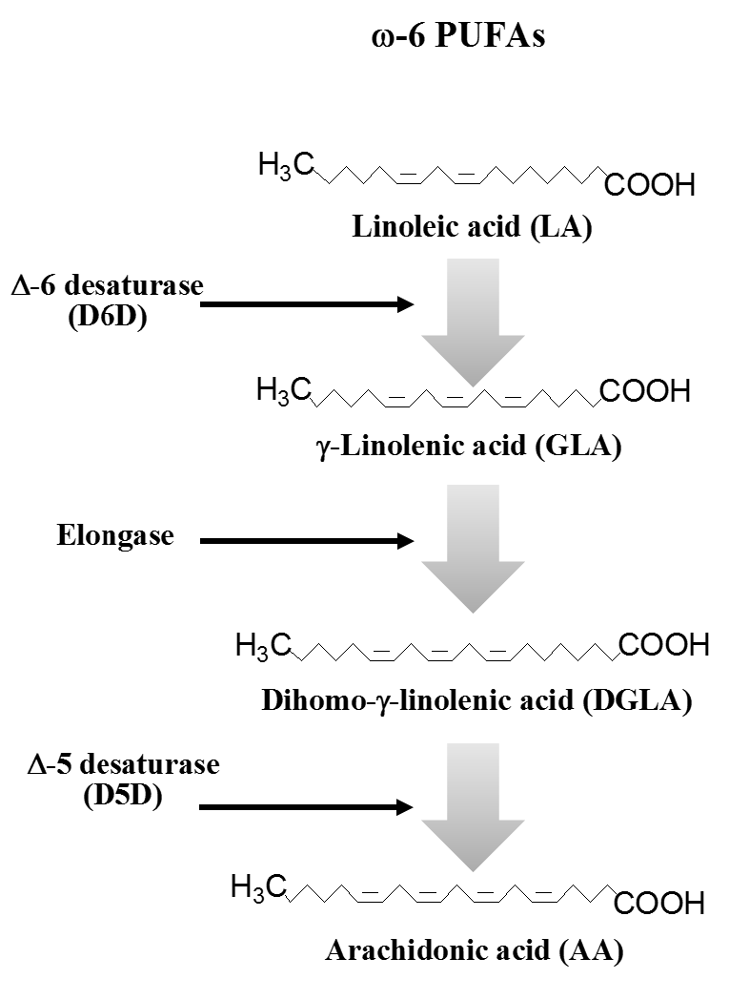 ω-6 PUFAs
H₃C COOH
Linoleic acid (LA)
Δ-6 desaturase
(D6D)
H₃C COOH
γ-Linolenic acid (GLA)
Elongase
H₃C COOH
Dihomo-γ-linolenic acid (DGLA)
Δ-5 desaturase
(D5D)
H₃C COOH
Arachidonic acid (AA)